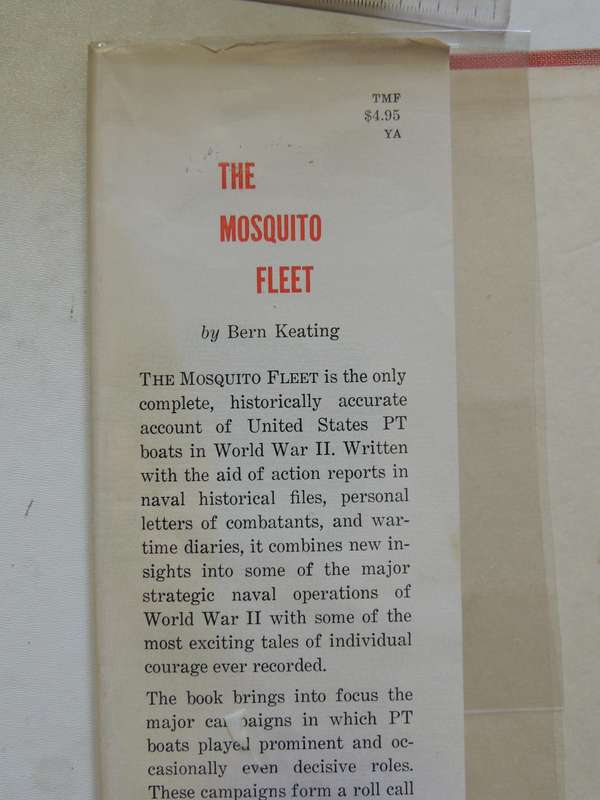 TMF
$4.95
YA
THE
MOSQUITO
FLEET
by Bern Keating
THE MOSQUITO FLEET is the only
complete, historically accurate
account of United States PT
boats in World War II. Written
with the aid of action reports in
naval historical files, personal
letters of combatants, and war-
time diaries, it combines new in-
sights into some of the major
strategic naval operations of
World War II with some of the
most exciting tales of individual
courage ever recorded.
The book brings into focus the
major campaigns in which PT
boats played prominent and oc-
casionally even decisive roles.
These campaigns form a roll call